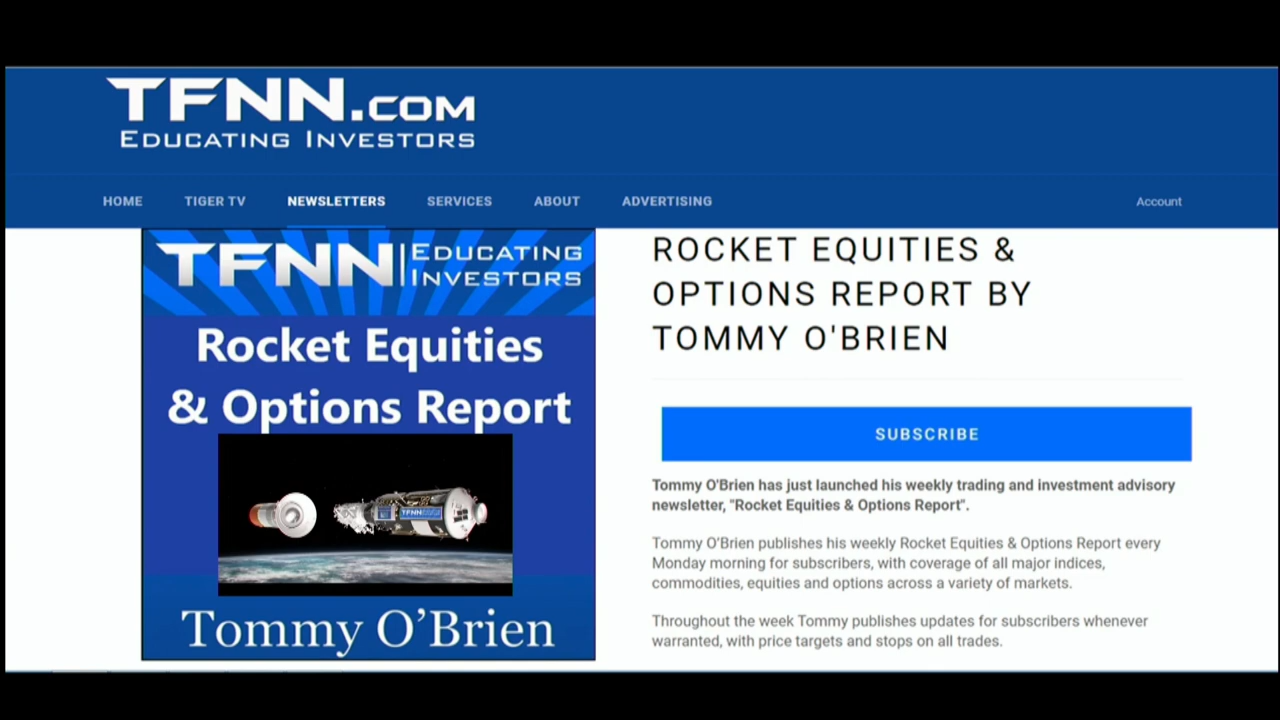 TFNN.COM
EDUCATING INVESTORS
HOME TIGER TV NEWSLETTERS SERVICES ABOUT ADVERTISING Account
TFNN EDUCATING
INVESTORS
Rocket Equities
& Options Report
TFNN
Tommy O’Brien
ROCKET EQUITIES &
OPTIONS REPORT BY
TOMMY O'BRIEN
SUBSCRIBE
Tommy O'Brien has just launched his weekly trading and investment advisory
newsletter, "Rocket Equities & Options Report".
Tommy O’Brien publishes his weekly Rocket Equities & Options Report every
Monday morning for subscribers, with coverage of all major indices,
commodities, equities and options across a variety of markets.
Throughout the week Tommy publishes updates for subscribers whenever
warranted, with price targets and stops on all trades.